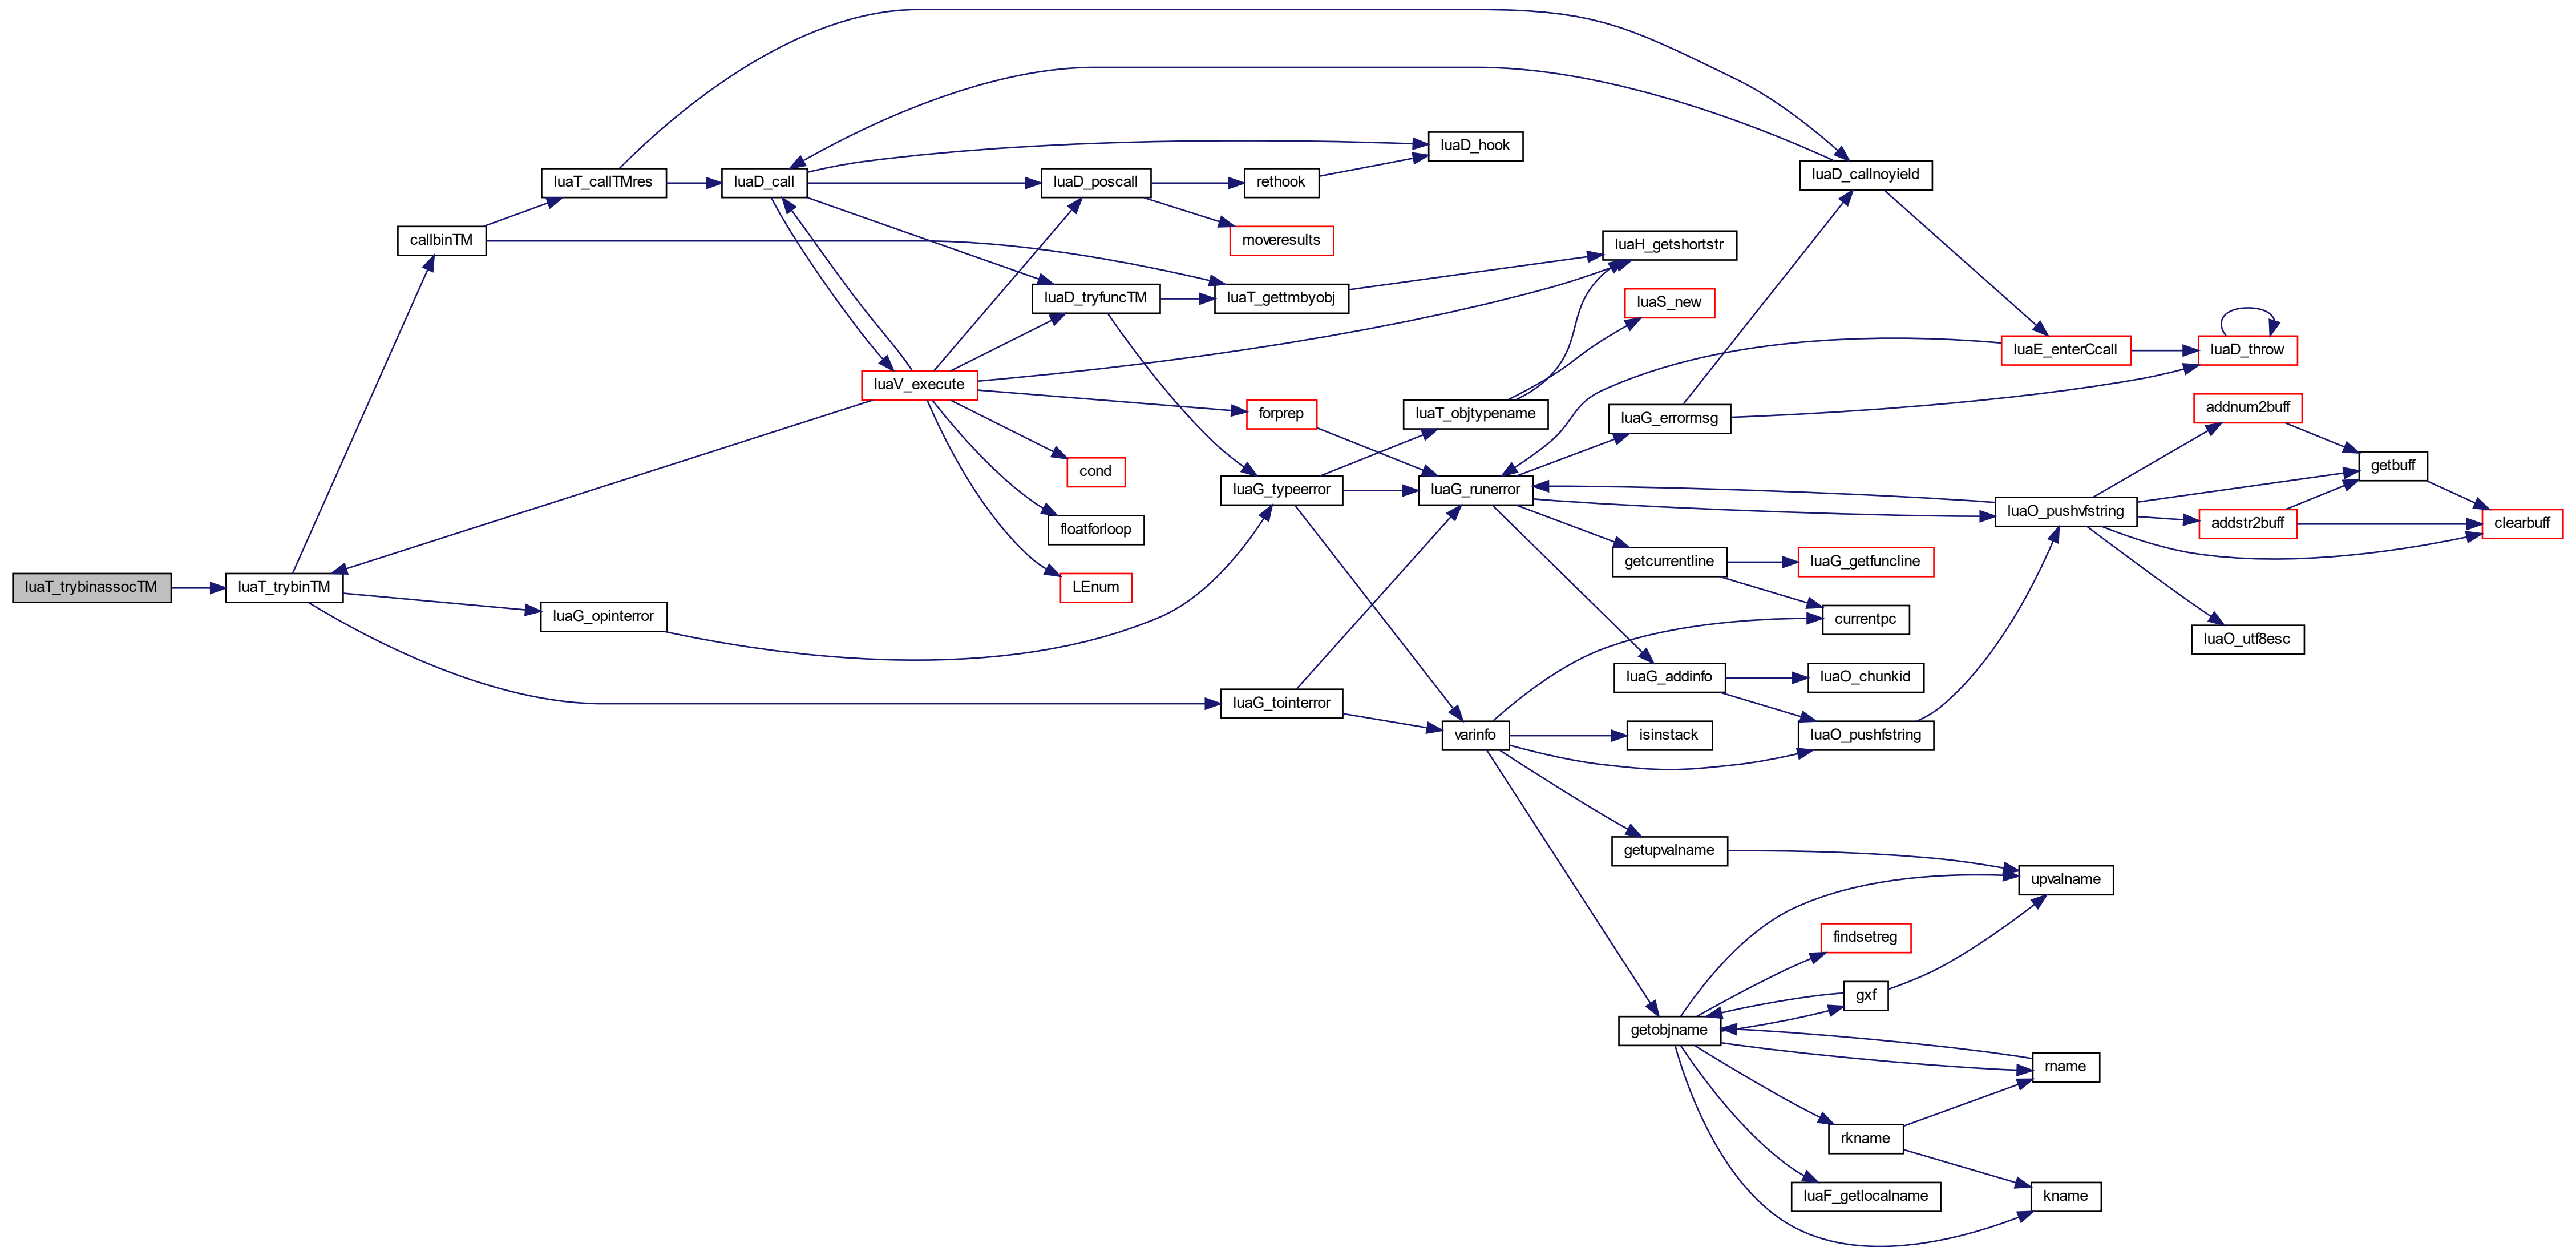 luaT_trybinassocTM
luaT_trybinTM
callbinTM
luaT_callTMres
luaG_opinterror
luaD_call
luaV_execute
luaD_poscall
luaD_tryfuncTM
cond
floatforloop
LEnum
rethook
moveresults
luaT_gettmbyobj
forprep
luaG_typeerror
luaG_tointerror
luaD_hook
luaT_objtypename
luaG_runerror
varinfo
luaH_getshortstr
luaS_new
luaG_errormsg
getcurrentline
luaG_addinfo
isinstack
getupvalname
getobjname
luaD_callnoyield
luaG_getfuncline
currentpc
luaO_chunkid
luaO_pushfstring
findsetreg
gxf
rkname
luaF_getlocalname
luaE_enterCcall
luaO_pushvfstring
upvalname
rname
kname
luaD_throw
addnum2buff
addstr2buff
luaO_utf8esc
getbuff
clearbuff